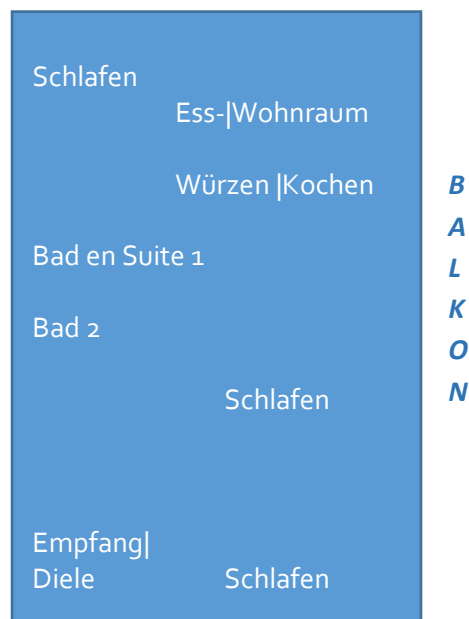 Schlafen
Ess-|Wohnraum
Würzen |Kochen
Bad en Suite 1
Bad 2
Schlafen
Empfang|
Diele Schlafen
B
A
L
K
O
N